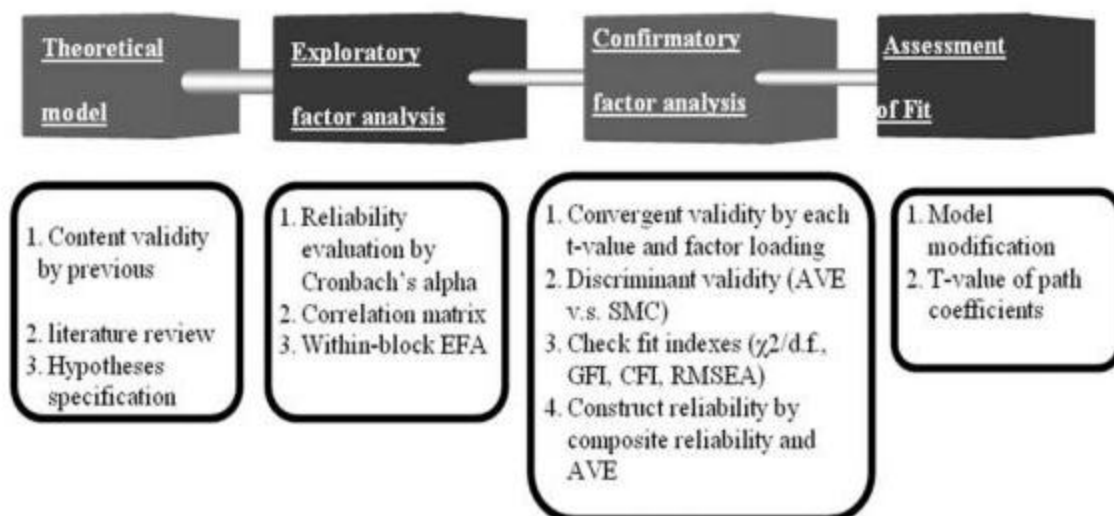 Theoretical
model
Exploratory
factor analysis
Confirmatory
factor analysis
Assessment
of Fit
1. Content validity
by previous
2. literature review
3. Hypotheses
specification
1. Reliability
evaluation by
Cronbach`s alpha
2. Correlation matrix
3. Within-block EFA
1. Convergent validity by each
t-value and factor loading
2. Discriminant validity (AVE
v.s. SMC)
3. Check fit indexes (χ2/d.f.,
GFI, CFI, RMSEA)
4. Construct reliability by
composite reliability and
AVE
1. Model
modification
2. T-value of path
coefficients